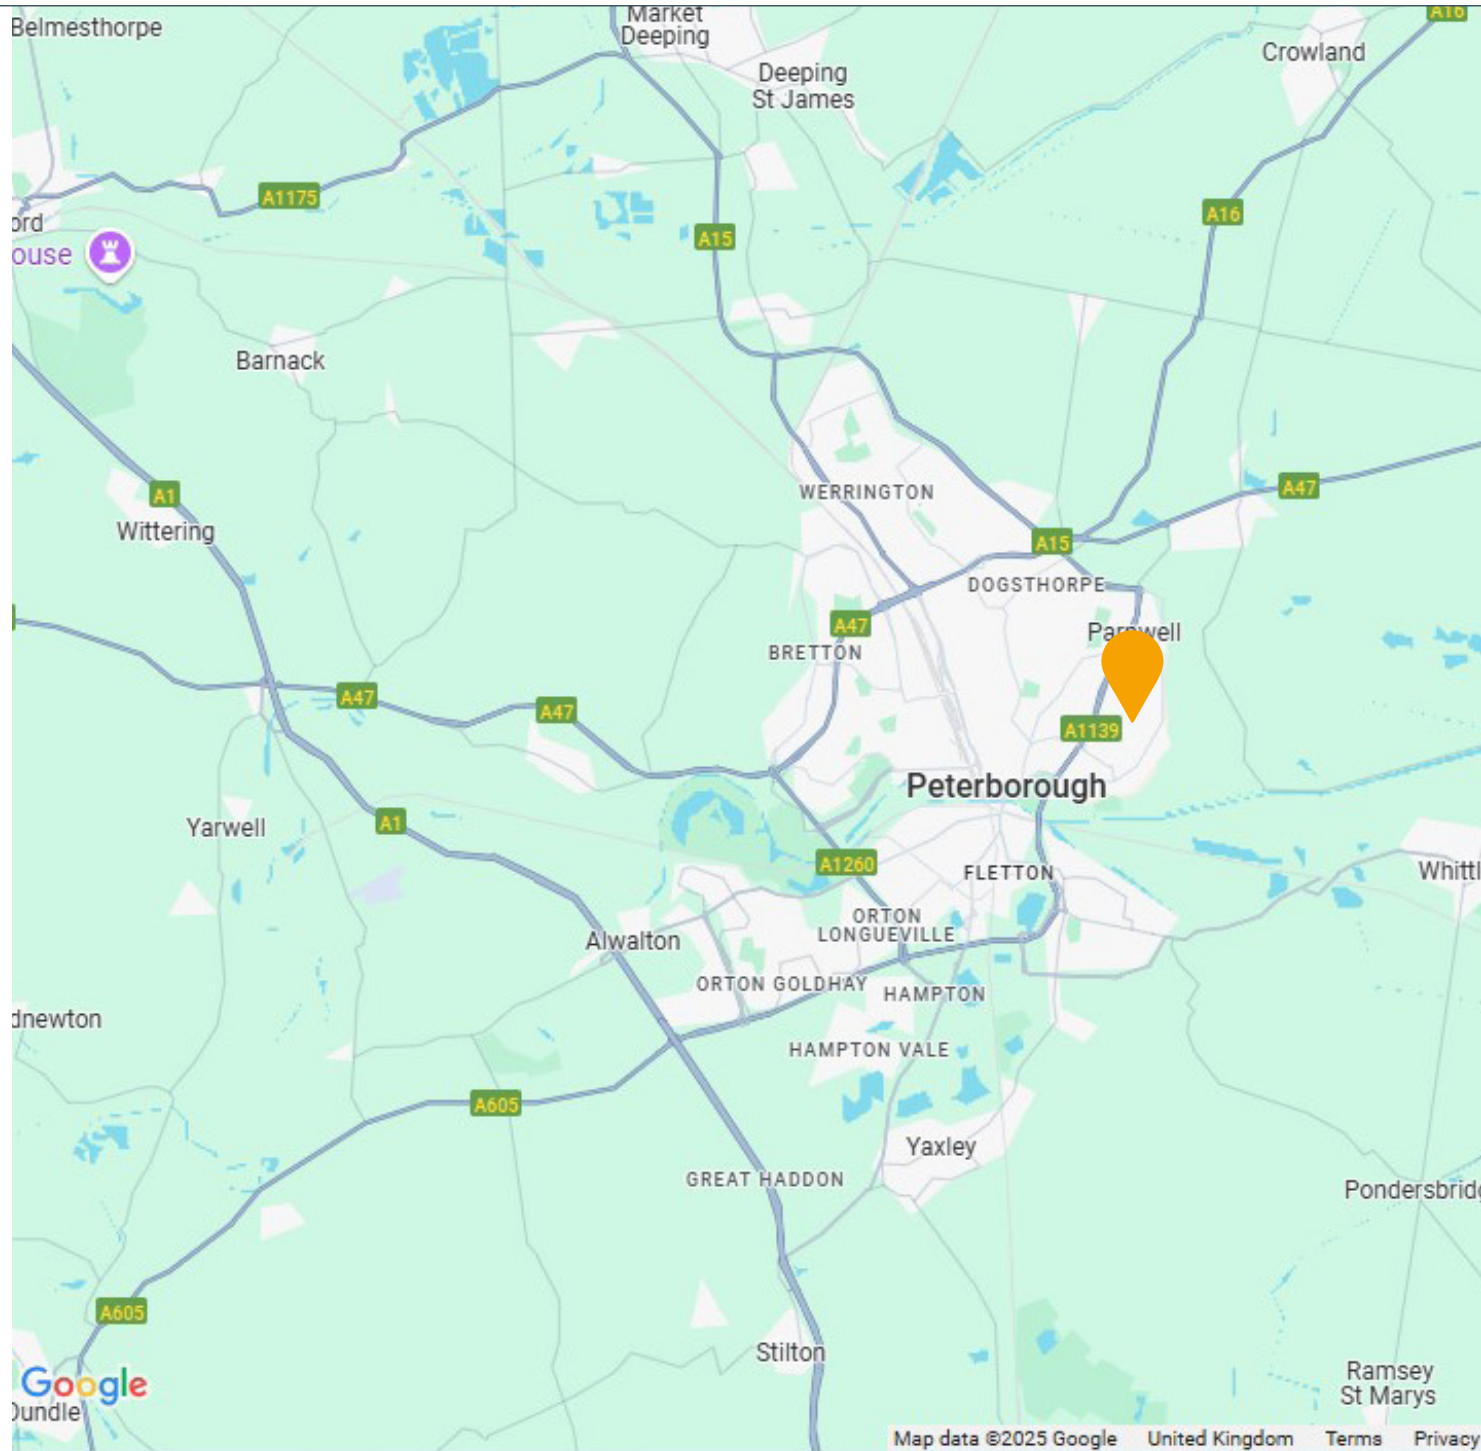 Belmesthorpe
Market
Deeping
A16
Crowland
Deeping
St James
A1175
A15
A16
ord
ouse
Barnack
A1
Wittering
WERRINGTON
A47
A15
DOGSTHORPE
A47
Parnwell
BRETTON
A47
A47
A1139
Peterborough
A1
Yarwell
A1260
FLETTON
Whittl
ORTON
LONGUEVILLE
Alwalton
ORTON GOLDHAY
HAMPTON
dnewton
HAMPTON VALE
A605
Yaxley
GREAT HADDON
Pondersbridg
A605
Stilton
Ramsey
St Marys
Google
Oundle
Map data ©2025 Google United Kingdom Terms Privacy